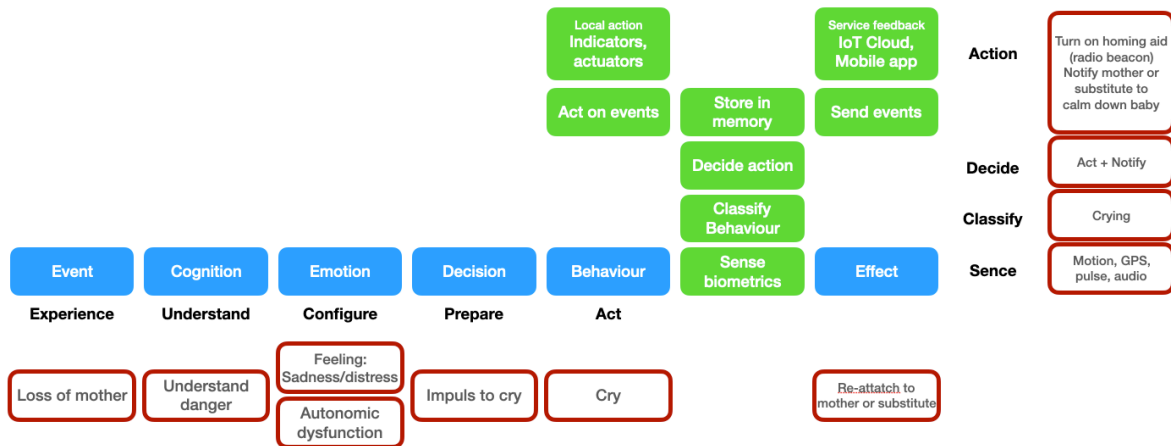 Local action
Indicators,
actuators
Service feedback
IoT Cloud,
Mobile app
Action
Turn on homing aid
(radio beacon)
Notify mother or
substitute to
calm down baby
Act on events
Store in
memory
Send events
Decide action
Decide
Act + Notify
Classify
Behaviour
Classify
Crying
Event
Cognition
Emotion
Decision
Behaviour
Sense
biometrics
Effect
Sence
Motion, GPS,
pulse, audio
Experience
Understand
Configure
Prepare
Act
Loss of mother
Understand
danger
Feeling:
Sadness/distress
Autonomic
dysfunction
Impuls to cry
Cry
Re-attatch to
mother or substitute